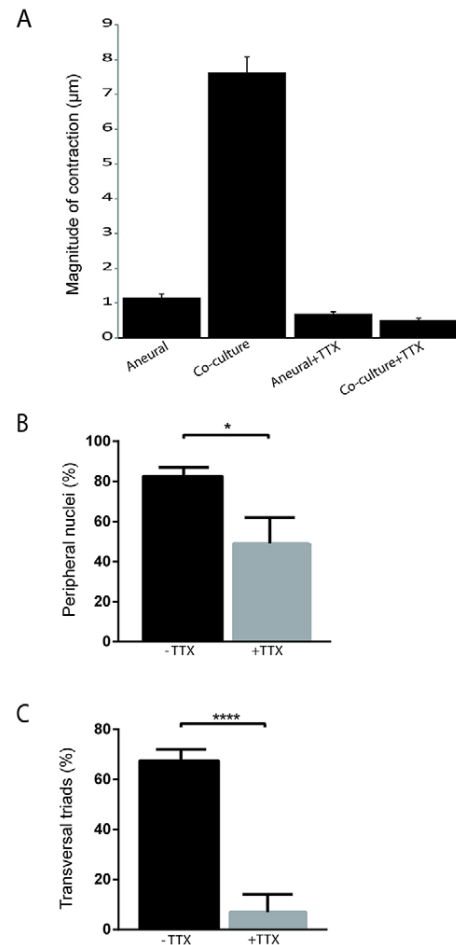 A
Magnitude of contraction (µm)
9
8
7
6
5
4
3
2
1
0
Aneural
Co-culture
Aneural+TTX
Co-culture+TTX
B
Peripheral nuclei (%)
100
80
60
40
20
0
*
-TTX
+TTX
C
Transversal triads (%)
80
60
40
20
0
****
-TTX
+TTX